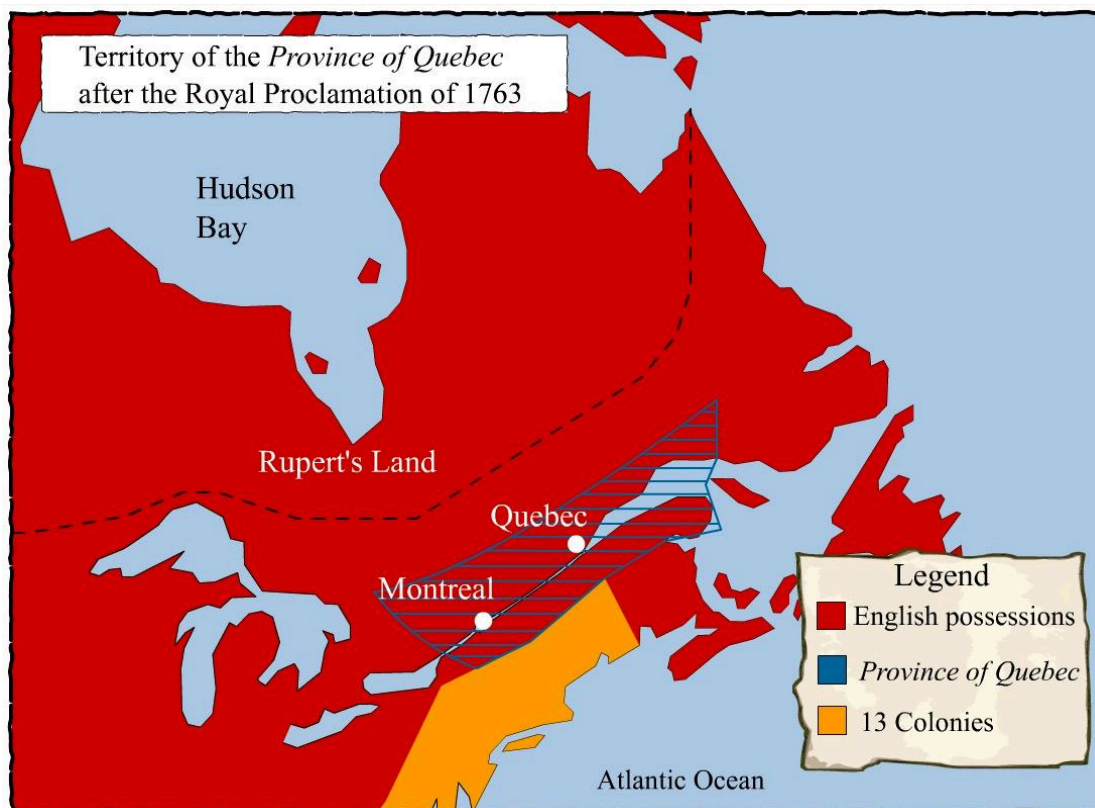 Territory of the Province of Quebec
after the Royal Proclamation of 1763
Hudson
Bay
Rupert's Land
Quebec
Montreal
Legend
English possessions
Province of Quebec
13 Colonies
Atlantic Ocean